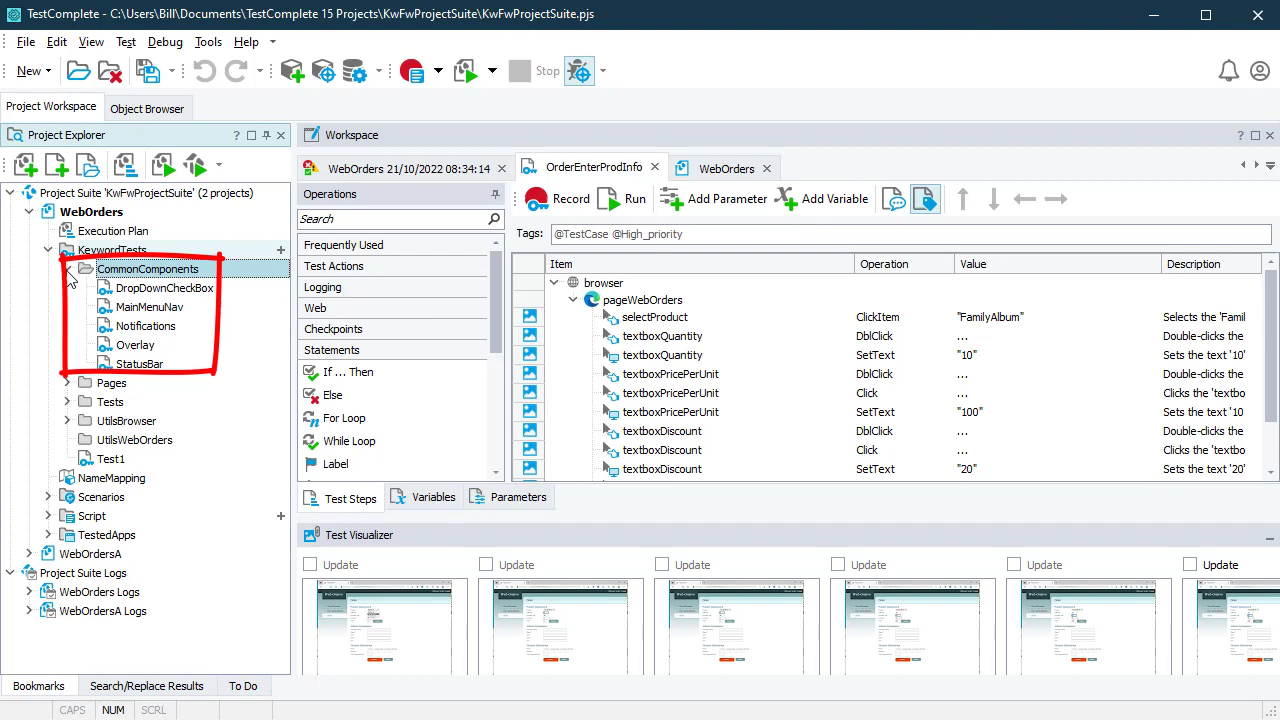 TestComplete - C:\Users\Bill\Documents\TestComplete 15 Projects\KwFwProjectSuite\KwFwProjectSuite.pjs
File Edit View Test Debug Tools Help
New Stop
Project Workspace Object Browser
Project Explorer
Project Suite 'KwFwProjectSuite' (2 projects)
WebOrders
Execution Plan
KeywordTests
CommonComponents
DropDownCheckBox
MainMenuNav
Notifications
Overlay
StatusBar
Pages
Tests
UtilsBrowser
UtilsWebOrders
Test1
NameMapping
Scenarios
Script
TestedApps
WebOrdersA
Project Suite Logs
WebOrders Logs
WebOrdersA Logs
Bookmarks Search/Replace Results To Do
CAPS NUM SCRL
Workspace
WebOrders 21/10/2022 08:34:14 OrderEnterProdInfo WebOrders
Operations
Search
Frequently Used
Test Actions
Logging
Web
Checkpoints
Statements
If ... Then
Else
For Loop
While Loop
Label
Record Run Add Parameter Add Variable
Tags: @TestCase @High_priority
Item Operation Value Description
browser
pageWebOrders
selectProduct ClickItem "FamilyAlbum" Selects the 'Famil
textboxQuantity DblClick ... Double-clicks the
textboxQuantity SetText "10" Sets the text '10'
textboxPricePerUnit DblClick ... Double-clicks the
textboxPricePerUnit Click ... Clicks the 'textbo
textboxPricePerUnit SetText "100" Sets the text '10
textboxDiscount DblClick ... Double-clicks the
textboxDiscount Click ... Clicks the 'textbo
textboxDiscount SetText "20" Sets the text '20'
Test Steps Variables Parameters
Test Visualizer
Update Update Update Update Update Update